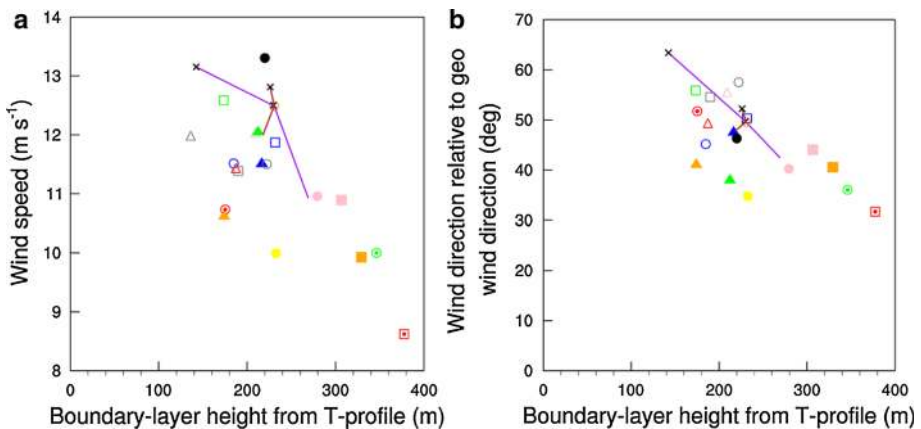 a
14
13
12
11
10
9
8
Wind speed (m s⁻¹)
0 100 200 300 400
Boundary-layer height from T-profile (m)
b
70
60
50
40
30
20
10
0
Wind direction relative to geo
wind direction (deg)
0 100 200 300 400
Boundary-layer height from T-profile (m)